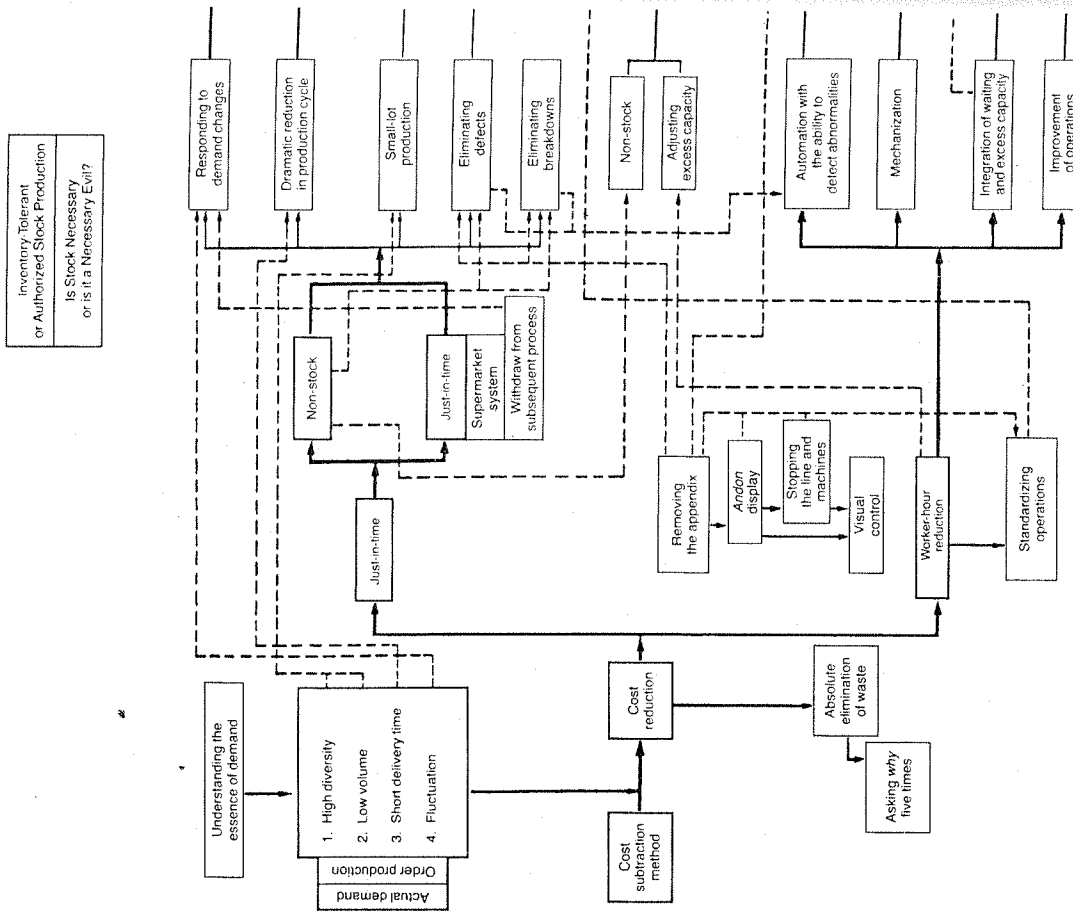 Inventory-Tolerant
or Authorized Stock Production
Is Stock Necessary
or is it a Necessary Evil?
Understanding the
essence of demand
Actual demand
Order production
1. High diversity
2. Low volume
3. Short delivery time
4. Fluctuation
Cost
subtraction
method
Cost
reduction
Absolute
elimination
of waste
Asking why
five times
Just-in-time
Non-stock
Just-in-time
Supermarket
system
Withdraw from
subsequent process
Removing
the appendix
Andon
display
Stopping
the line and
machines
Visual
control
Worker-hour
reduction
Standardizing
operations
Responding to
demand changes
Dramatic reduction
in production cycle
Small-lot
production
Eliminating
defects
Eliminating
breakdowns
Non-stock
Adjusting
excess capacity
Automation with
the ability to
detect abnormalities
Mechanization
Integration of waiting
and excess capacity
Improvement
of operations